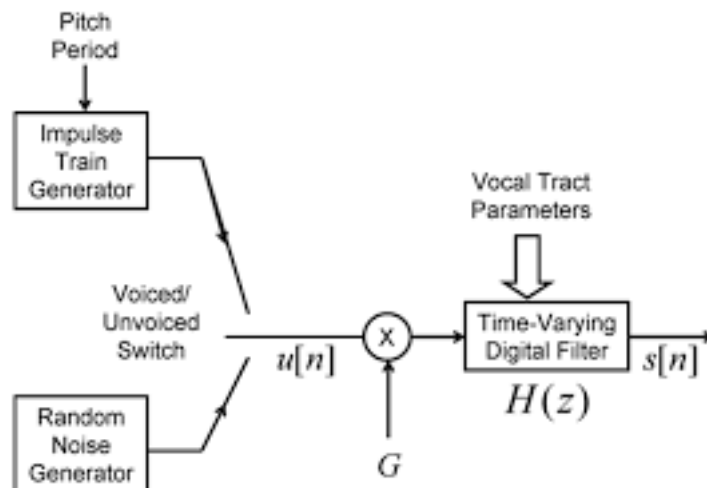 Pitch
Period
Impulse
Train
Generator
Vocal Tract
Parameters
Voiced/
Unvoiced
Switch
u[n]
X
Time-Varying
Digital Filter
s[n]
H(z)
Random
Noise
Generator
G